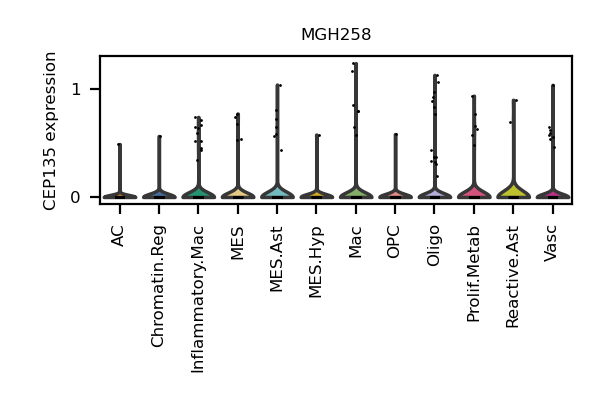 MGH258
CEP135 expression
1
0
AC
Chromatin.Reg
Inflammatory.Mac
MES
MES.Ast
MES.Hyp
Mac
OPC
Oligo
Prolif.Metab
Reactive.Ast
Vasc